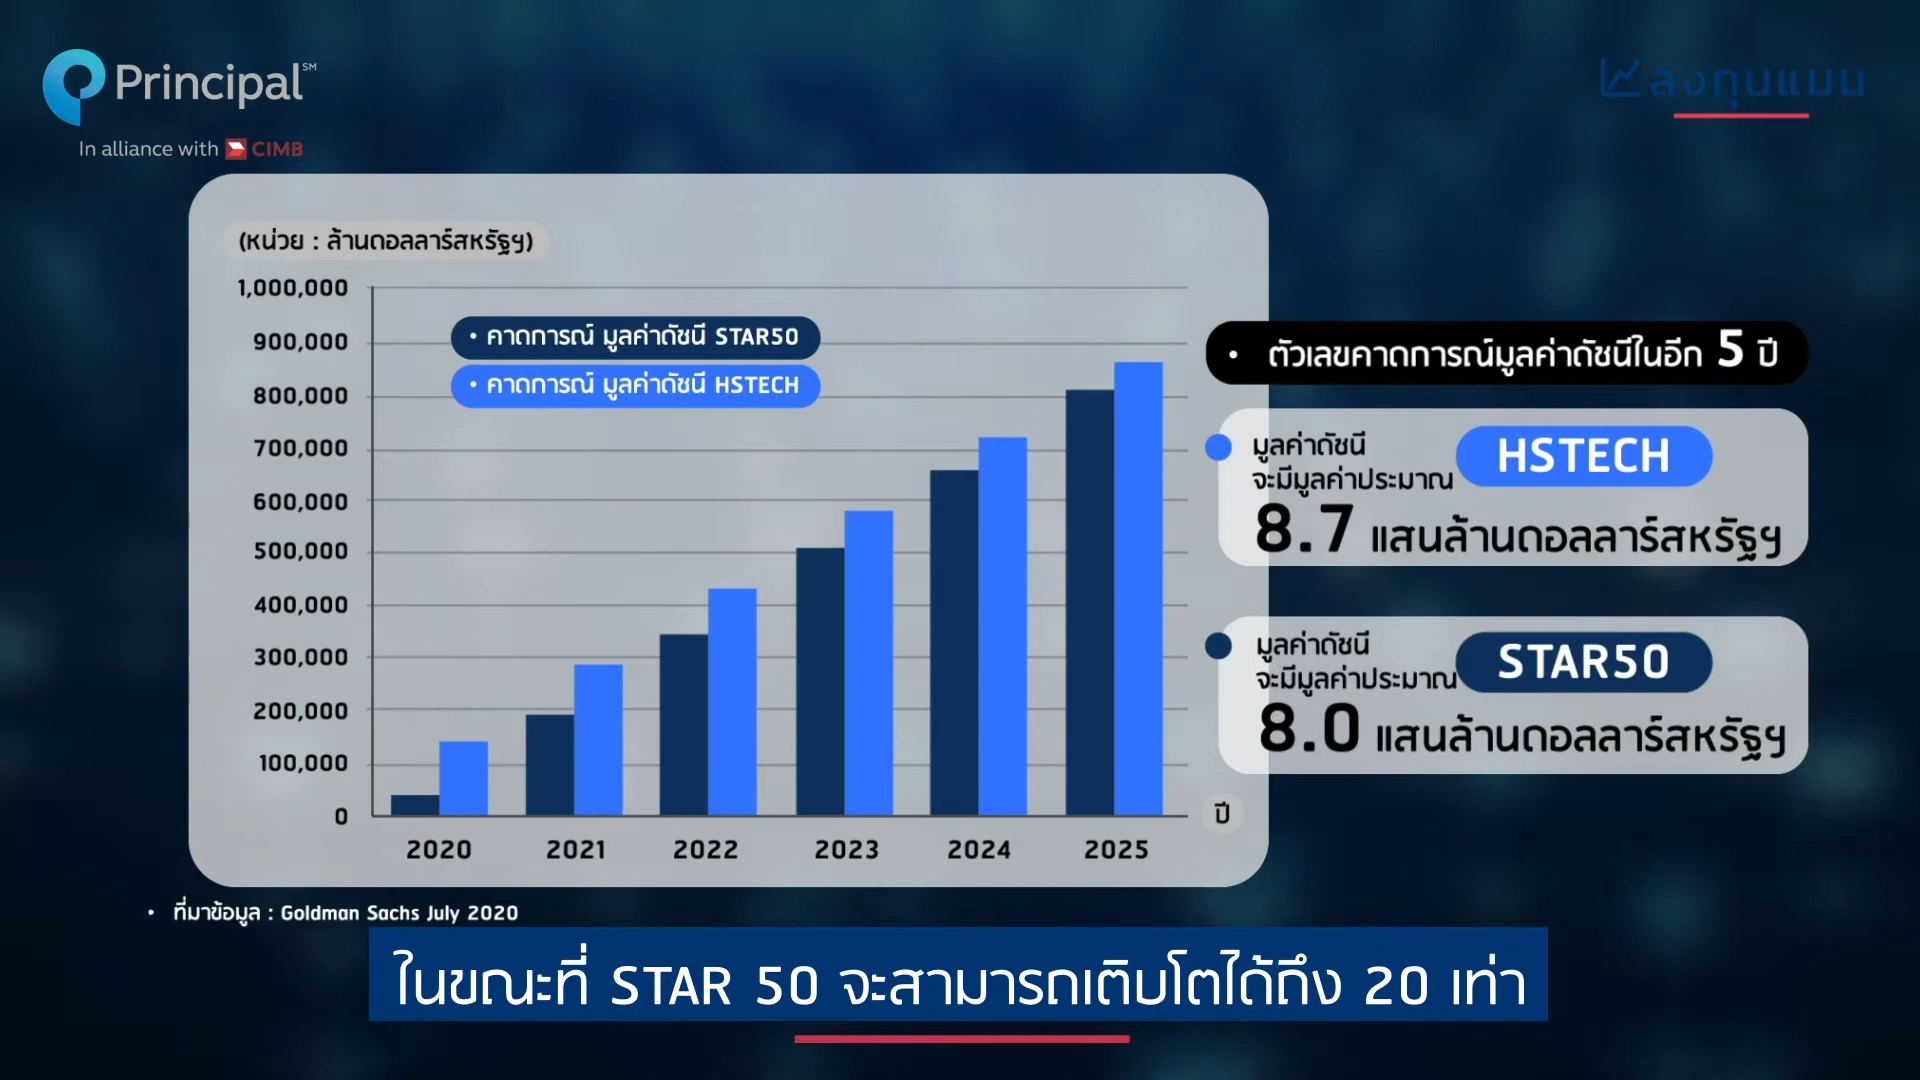 Principal℠
In alliance with CIMB
ลงทุนแมน
(หน่วย : ล้านดอลลาร์สหรัฐฯ)
1,000,000
900,000
800,000
700,000
600,000
500,000
400,000
300,000
200,000
100,000
0
• คาดการณ์ มูลค่าดัชนี STAR50
• คาดการณ์ มูลค่าดัชนี HSTECH
2020 2021 2022 2023 2024 2025
ปี
• ตัวเลขคาดการณ์มูลค่าดัชนีในอีก 5 ปี
มูลค่าดัชนี
จะมีมูลค่าประมาณ
HSTECH
8.7 แสนล้านดอลลาร์สหรัฐฯ
มูลค่าดัชนี
จะมีมูลค่าประมาณ
STAR50
8.0 แสนล้านดอลลาร์สหรัฐฯ
• ที่มาข้อมูล : Goldman Sachs July 2020
ในขณะที่ STAR 50 จะสามารถเติบโตได้ถึง 20 เท่า